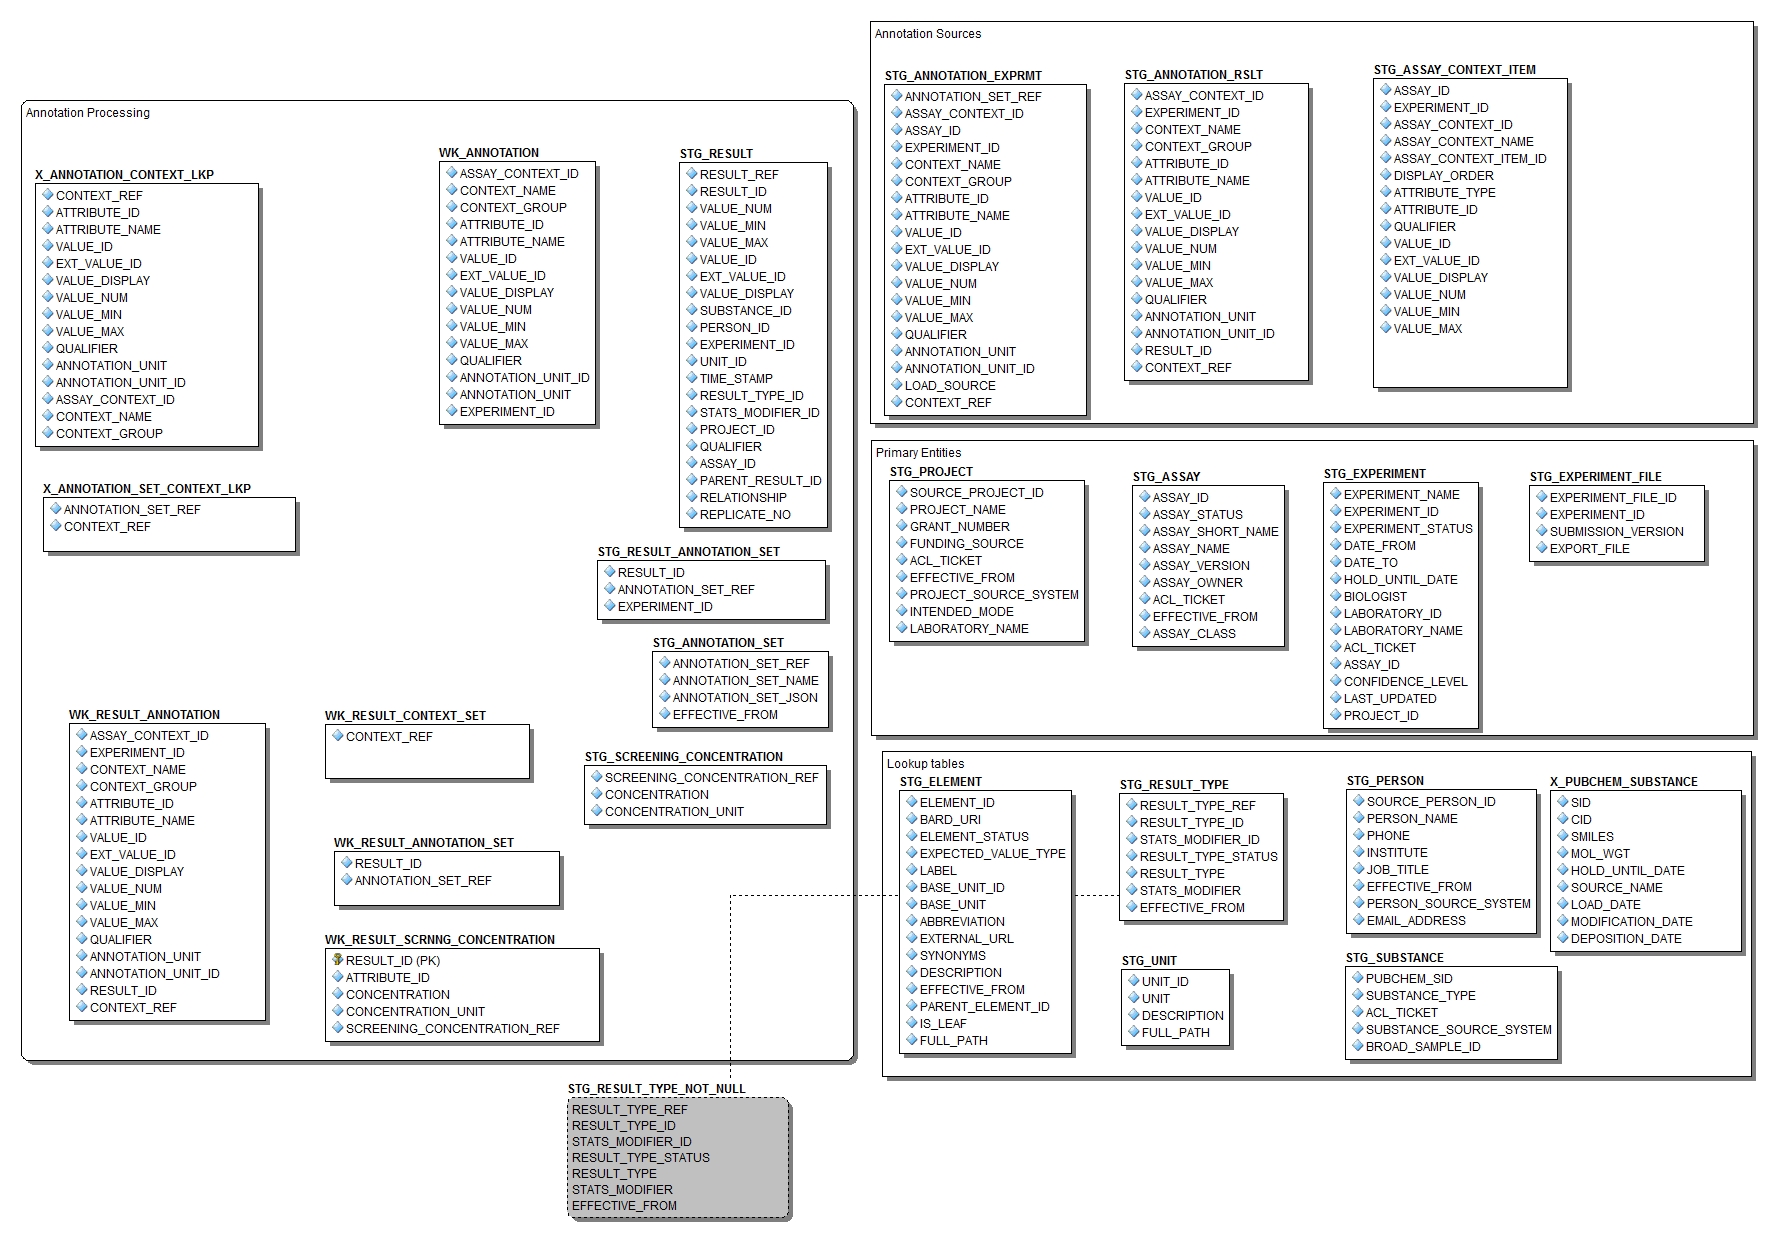 Annotation Processing
X_ANNOTATION_CONTEXT_LKP
CONTEXT_REF
ATTRIBUTE_ID
ATTRIBUTE_NAME
VALUE_ID
EXT_VALUE_ID
VALUE_DISPLAY
VALUE_NUM
VALUE_MIN
VALUE_MAX
QUALIFIER
ANNOTATION_UNIT
ANNOTATION_UNIT_ID
ASSAY_CONTEXT_ID
CONTEXT_NAME
CONTEXT_GROUP
WK_ANNOTATION
ASSAY_CONTEXT_ID
CONTEXT_NAME
CONTEXT_GROUP
ATTRIBUTE_ID
ATTRIBUTE_NAME
VALUE_ID
EXT_VALUE_ID
VALUE_DISPLAY
VALUE_NUM
VALUE_MIN
VALUE_MAX
QUALIFIER
ANNOTATION_UNIT_ID
ANNOTATION_UNIT
EXPERIMENT_ID
STG_RESULT
RESULT_REF
RESULT_ID
VALUE_NUM
VALUE_MIN
VALUE_MAX
VALUE_ID
EXT_VALUE_ID
VALUE_DISPLAY
SUBSTANCE_ID
PERSON_ID
EXPERIMENT_ID
UNIT_ID
TIME_STAMP
RESULT_TYPE_ID
STATS_MODIFIER_ID
PROJECT_ID
QUALIFIER
ASSAY_ID
PARENT_RESULT_ID
RELATIONSHIP
REPLICATE_NO
X_ANNOTATION_SET_CONTEXT_LKP
ANNOTATION_SET_REF
CONTEXT_REF
STG_RESULT_ANNOTATION_SET
RESULT_ID
ANNOTATION_SET_REF
EXPERIMENT_ID
STG_ANNOTATION_SET
ANNOTATION_SET_REF
ANNOTATION_SET_NAME
ANNOTATION_SET_JSON
EFFECTIVE_FROM
WK_RESULT_ANNOTATION
ASSAY_CONTEXT_ID
EXPERIMENT_ID
CONTEXT_NAME
CONTEXT_GROUP
ATTRIBUTE_ID
ATTRIBUTE_NAME
VALUE_ID
EXT_VALUE_ID
VALUE_DISPLAY
VALUE_NUM
VALUE_MIN
VALUE_MAX
QUALIFIER
ANNOTATION_UNIT
ANNOTATION_UNIT_ID
RESULT_ID
CONTEXT_REF
WK_RESULT_CONTEXT_SET
CONTEXT_REF
STG_SCREENING_CONCENTRATION
SCREENING_CONCENTRATION_REF
CONCENTRATION
CONCENTRATION_UNIT
WK_RESULT_ANNOTATION_SET
RESULT_ID
ANNOTATION_SET_REF
WK_RESULT_SCRNNG_CONCENTRATION
RESULT_ID (PK)
ATTRIBUTE_ID
CONCENTRATION
CONCENTRATION_UNIT
SCREENING_CONCENTRATION_REF
STG_RESULT_TYPE_NOT_NULL
RESULT_TYPE_REF
RESULT_TYPE_ID
STATS_MODIFIER_ID
RESULT_TYPE_STATUS
RESULT_TYPE
STATS_MODIFIER
EFFECTIVE_FROM
Annotation Sources
STG_ANNOTATION_EXPRMT
ANNOTATION_SET_REF
ASSAY_CONTEXT_ID
ASSAY_ID
EXPERIMENT_ID
CONTEXT_NAME
CONTEXT_GROUP
ATTRIBUTE_ID
ATTRIBUTE_NAME
VALUE_ID
EXT_VALUE_ID
VALUE_DISPLAY
VALUE_NUM
VALUE_MIN
VALUE_MAX
QUALIFIER
ANNOTATION_UNIT
ANNOTATION_UNIT_ID
LOAD_SOURCE
CONTEXT_REF
STG_ANNOTATION_RSLT
ASSAY_CONTEXT_ID
EXPERIMENT_ID
CONTEXT_NAME
CONTEXT_GROUP
ATTRIBUTE_ID
ATTRIBUTE_NAME
VALUE_ID
EXT_VALUE_ID
VALUE_DISPLAY
VALUE_NUM
VALUE_MIN
VALUE_MAX
QUALIFIER
ANNOTATION_UNIT
ANNOTATION_UNIT_ID
RESULT_ID
CONTEXT_REF
STG_ASSAY_CONTEXT_ITEM
ASSAY_ID
EXPERIMENT_ID
ASSAY_CONTEXT_ID
ASSAY_CONTEXT_NAME
ASSAY_CONTEXT_ITEM_ID
DISPLAY_ORDER
ATTRIBUTE_TYPE
ATTRIBUTE_ID
QUALIFIER
VALUE_ID
EXT_VALUE_ID
VALUE_DISPLAY
VALUE_NUM
VALUE_MIN
VALUE_MAX
Primary Entities
STG_PROJECT
SOURCE_PROJECT_ID
PROJECT_NAME
GRANT_NUMBER
FUNDING_SOURCE
ACL_TICKET
EFFECTIVE_FROM
PROJECT_SOURCE_SYSTEM
INTENDED_MODE
LABORATORY_NAME
STG_ASSAY
ASSAY_ID
ASSAY_STATUS
ASSAY_SHORT_NAME
ASSAY_NAME
ASSAY_VERSION
ASSAY_OWNER
ACL_TICKET
EFFECTIVE_FROM
ASSAY_CLASS
STG_EXPERIMENT
EXPERIMENT_NAME
EXPERIMENT_ID
EXPERIMENT_STATUS
DATE_FROM
DATE_TO
HOLD_UNTIL_DATE
BIOLOGIST
LABORATORY_ID
LABORATORY_NAME
ACL_TICKET
ASSAY_ID
CONFIDENCE_LEVEL
LAST_UPDATED
PROJECT_ID
STG_EXPERIMENT_FILE
EXPERIMENT_FILE_ID
EXPERIMENT_ID
SUBMISSION_VERSION
EXPORT_FILE
Lookup tables
STG_ELEMENT
ELEMENT_ID
BARD_URI
ELEMENT_STATUS
EXPECTED_VALUE_TYPE
LABEL
BASE_UNIT_ID
BASE_UNIT
ABBREVIATION
EXTERNAL_URL
SYNONYMS
DESCRIPTION
EFFECTIVE_FROM
PARENT_ELEMENT_ID
IS_LEAF
FULL_PATH
STG_RESULT_TYPE
RESULT_TYPE_REF
RESULT_TYPE_ID
STATS_MODIFIER_ID
RESULT_TYPE_STATUS
RESULT_TYPE
STATS_MODIFIER
EFFECTIVE_FROM
STG_UNIT
UNIT_ID
UNIT
DESCRIPTION
FULL_PATH
STG_PERSON
SOURCE_PERSON_ID
PERSON_NAME
PHONE
INSTITUTE
JOB_TITLE
EFFECTIVE_FROM
PERSON_SOURCE_SYSTEM
EMAIL_ADDRESS
STG_SUBSTANCE
PUBCHEM_SID
SUBSTANCE_TYPE
ACL_TICKET
SUBSTANCE_SOURCE_SYSTEM
BROAD_SAMPLE_ID
X_PUBCHEM_SUBSTANCE
SID
CID
SMILES
MOL_WGT
HOLD_UNTIL_DATE
SOURCE_NAME
LOAD_DATE
MODIFICATION_DATE
DEPOSITION_DATE